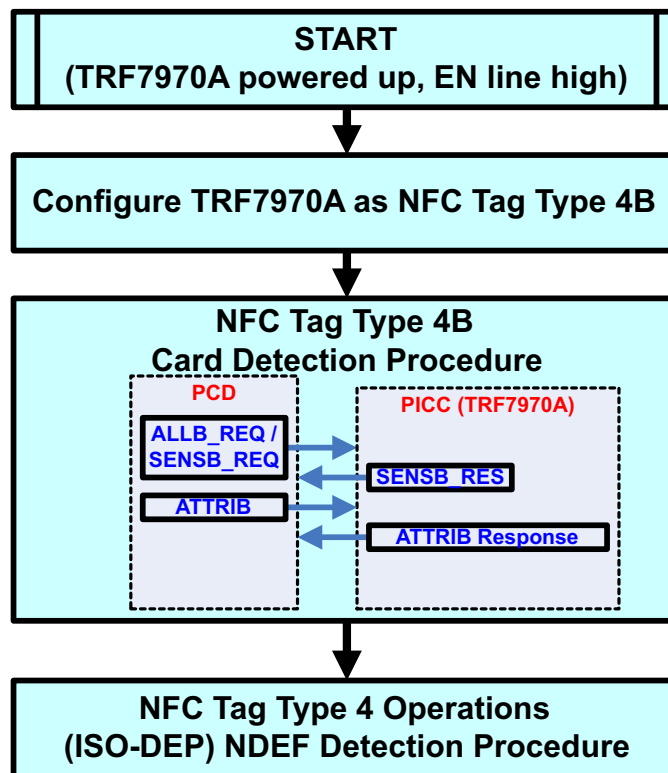 START
(TRF7970A powered up, EN line high)
Configure TRF7970A as NFC Tag Type 4B
NFC Tag Type 4B
Card Detection Procedure
PCD
PICC (TRF7970A)
ALLB_REQ /
SENSB_REQ
SENSB_RES
ATTRIB
ATTRIB Response
NFC Tag Type 4 Operations
(ISO-DEP) NDEF Detection Procedure